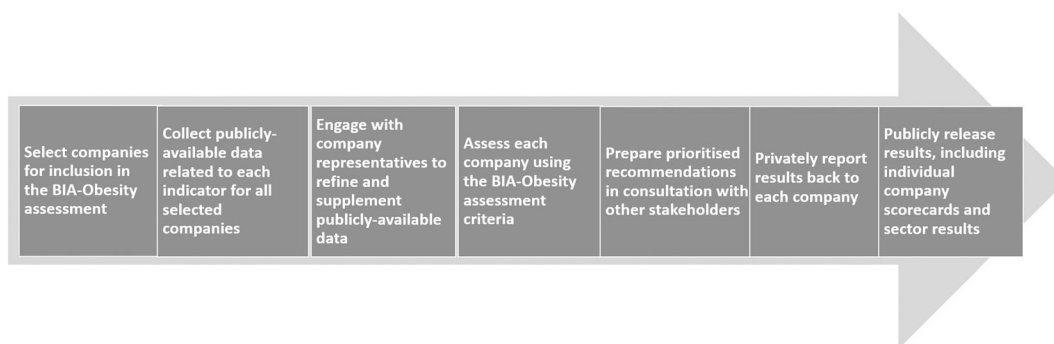 Select companies
for inclusion in
the BIA-Obesity
assessment
Collect publicly-
available data
related to each
indicator for all
selected
companies
Engage with
company
representatives to
refine and
supplement
publicly-available
data
Assess each
company using
the BIA-Obesity
assessment
criteria
Prepare prioritised
recommendations
in consultation with
other stakeholders
Privately report
results back to
each company
Publicly release
results, including
individual
company
scorecards and
sector results